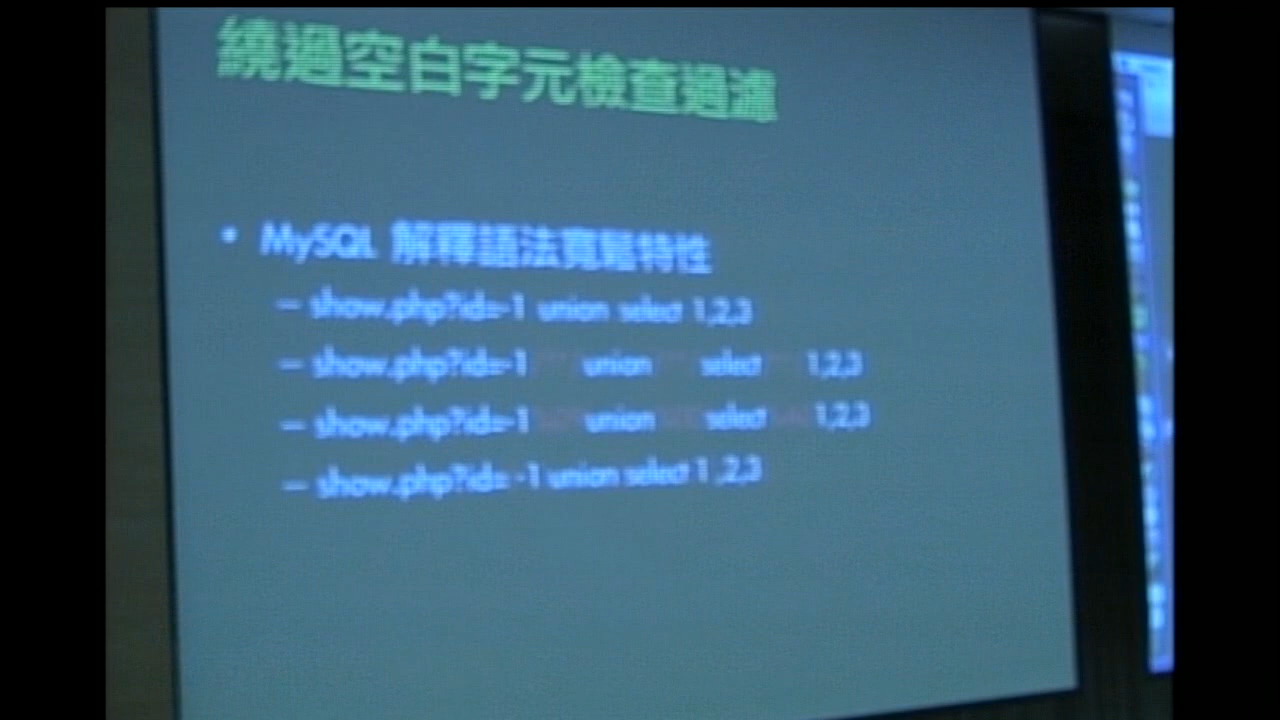 繞過空白字元檢查過濾
• MySQL 解釋語法寬鬆特性
– show.php?id=-1 union select 1,2,3
– show.php?id=-1 union select 1,2,3
– show.php?id=-1 union select 1,2,3
– show.php?id= -1 union select 1 ,2,3